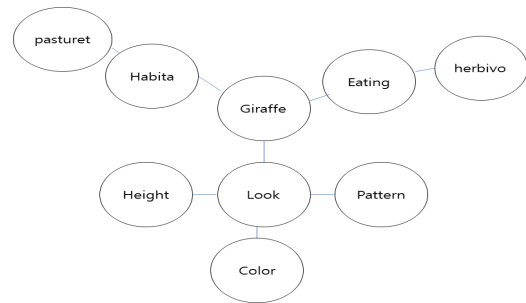 pasturet
Habita
Eating
herbivo
Giraffe
Height
Look
Pattern
Color